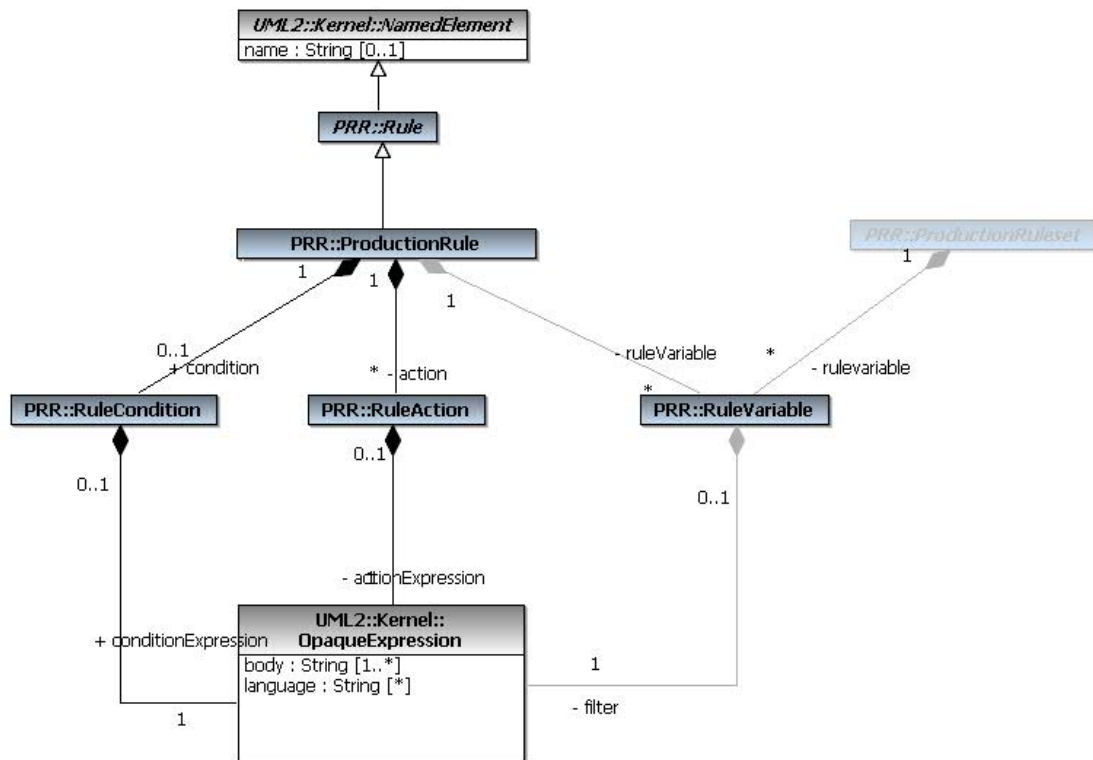 UML2::Kernel::NamedElement
name : String [0..1]
PRR::Rule
PRR::ProductionRule
PRR::ProductionRuleset
1
1
1
1
0..1
+ condition
* - action
- ruleVariable
*
*
- rulevariable
PRR::RuleCondition
PRR::RuleAction
PRR::RuleVariable
0..1
0..1
0..1
- actionExpression
1
+ conditionExpression
UML2::Kernel::
OpaqueExpression
body : String [1..*]
language : String [*]
1
- filter
1